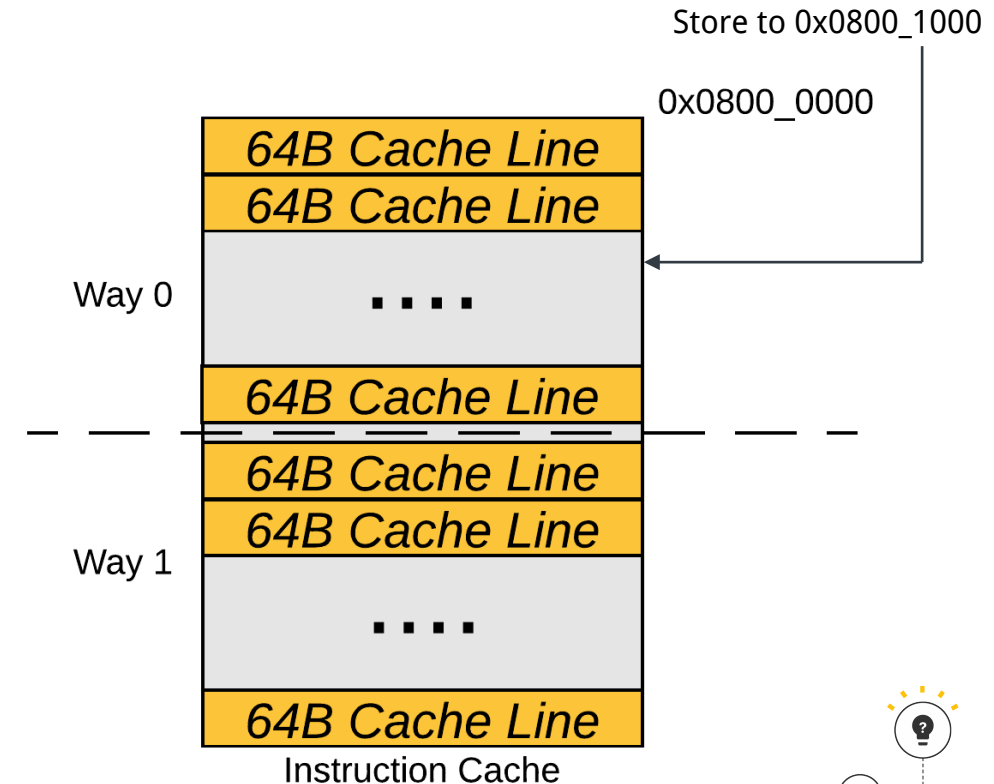 Store to 0x0800_1000
0x0800_0000
64B Cache Line
64B Cache Line
Way 0
....
64B Cache Line
64B Cache Line
64B Cache Line
Way 1
....
64B Cache Line
Instruction Cache
?